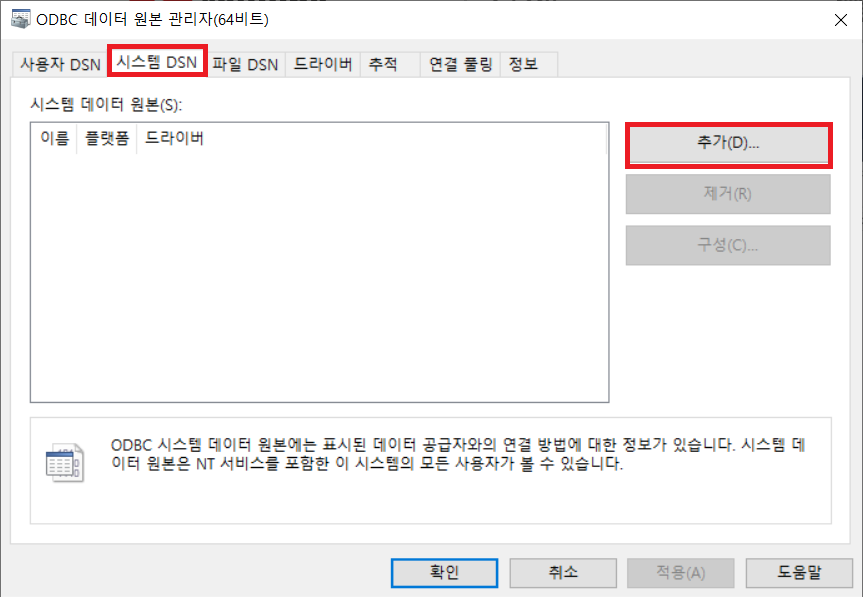 ODBC 데이터 원본 관리자(64비트)
사용자 DSN 시스템 DSN 파일 DSN 드라이버 추적 연결 풀링 정보
시스템 데이터 원본(S):
이름 플랫폼 드라이버
추가(D)...
제거(R)
구성(C)...
ODBC 시스템 데이터 원본에는 표시된 데이터 공급자와의 연결 방법에 대한 정보가 있습니다. 시스템 데
이터 원본은 NT 서비스를 포함한 이 시스템의 모든 사용자가 볼 수 있습니다.
확인 취소 적용(A) 도움말